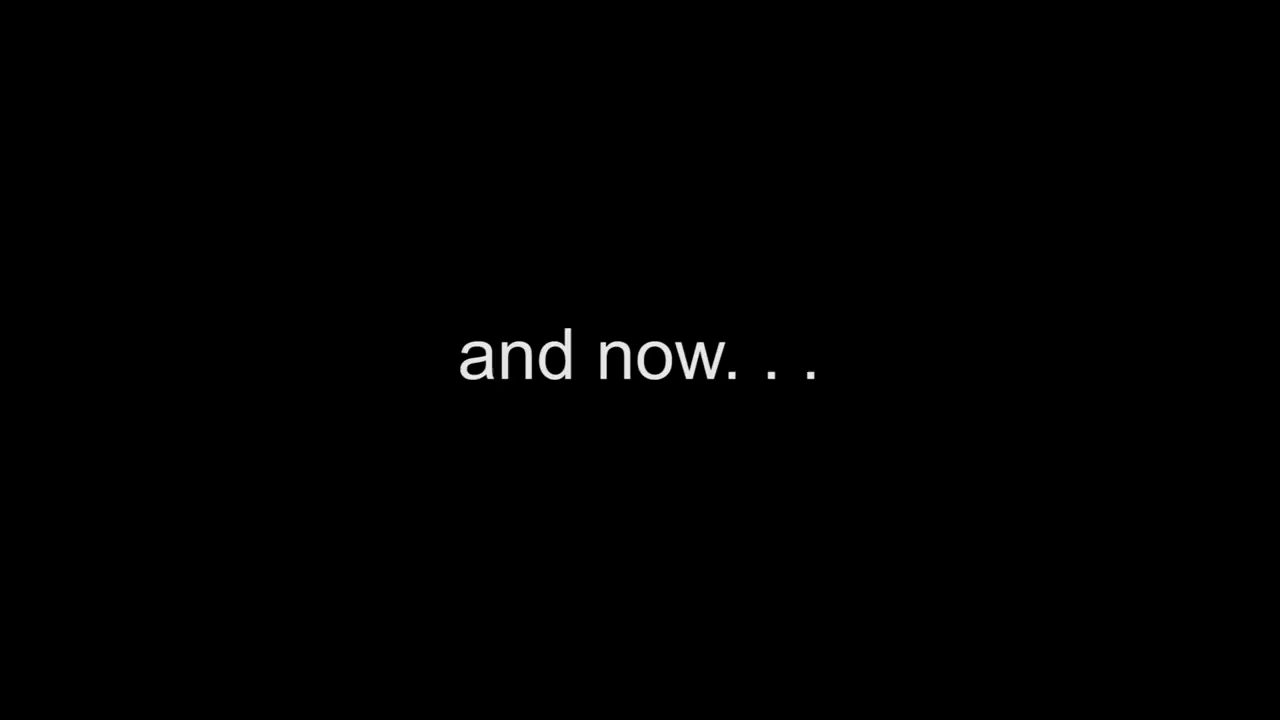 and now. . .